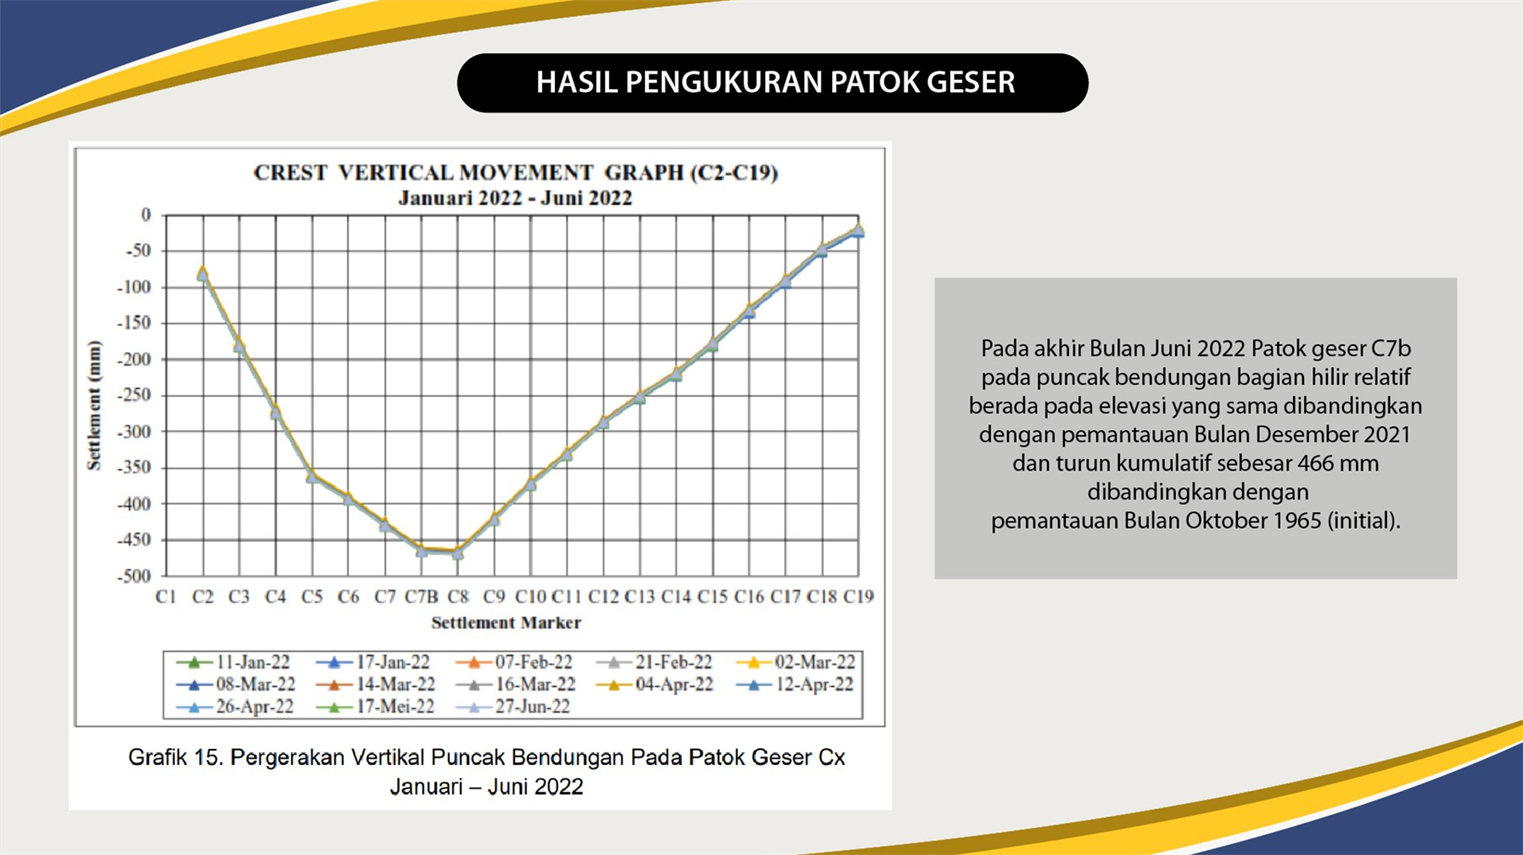 HASIL PENGUKURAN PATOK GESER
CREST VERTICAL MOVEMENT GRAPH (C2-C19)
Januari 2022 - Juni 2022
0
-50
-100
-150
-200
-250
-300
-350
-400
-450
-500
Settlement (mm)
C1 C2 C3 C4 C5 C6 C7 C7B C8 C9 C10 C11 C12 C13 C14 C15 C16 C17 C18 C19
Settlement Marker
11-Jan-22 17-Jan-22 07-Feb-22 21-Feb-22 02-Mar-22
08-Mar-22 14-Mar-22 16-Mar-22 04-Apr-22 12-Apr-22
26-Apr-22 17-Mei-22 27-Jun-22
Grafik 15. Pergerakan Vertikal Puncak Bendungan Pada Patok Geser Cx
Januari – Juni 2022
Pada akhir Bulan Juni 2022 Patok geser C7b
pada puncak bendungan bagian hilir relatif
berada pada elevasi yang sama dibandingkan
dengan pemantauan Bulan Desember 2021
dan turun kumulatif sebesar 466 mm
dibandingkan dengan
pemantauan Bulan Oktober 1965 (initial).